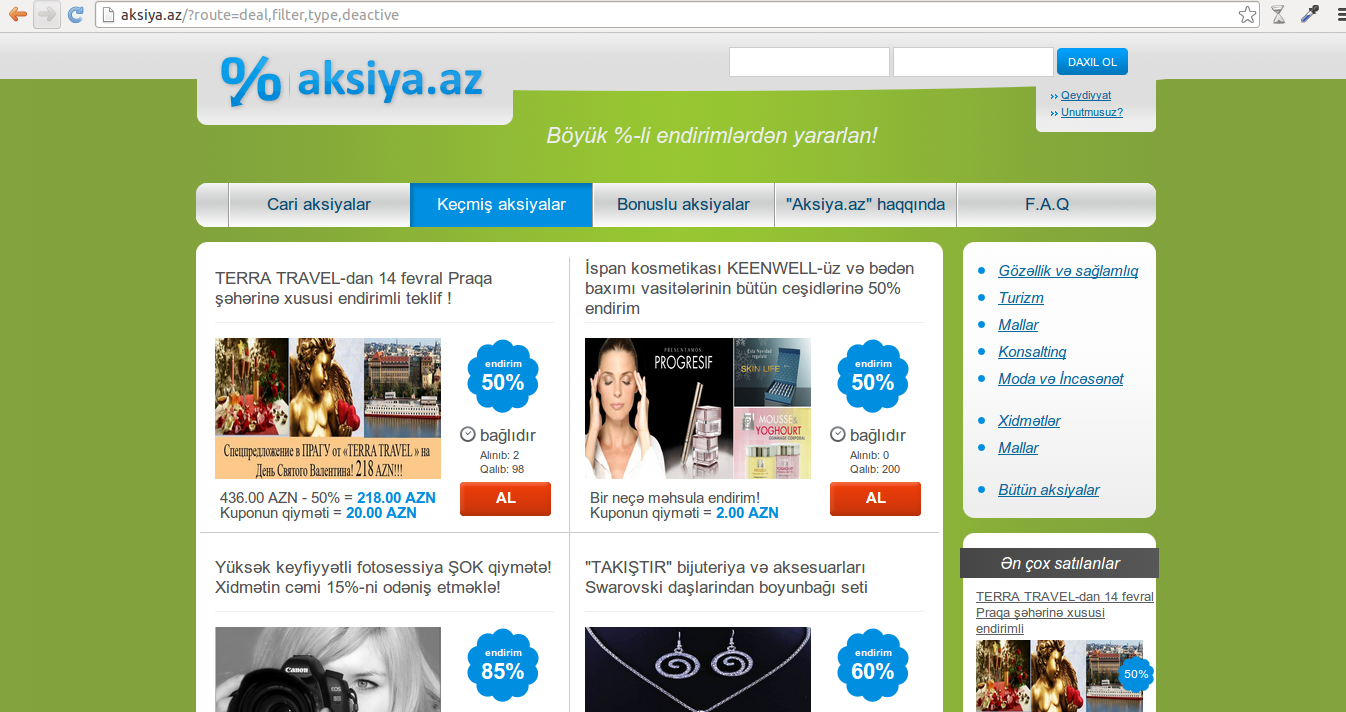 aksiya.az/?route=deal,filter,type,deactive
% aksiya.az
DAXIL OL
›› Qeydiyyat
›› Unutmusuz?
Böyük %-li endirimlərdən yararlan!
Cari aksiyalar
Keçmiş aksiyalar
Bonuslu aksiyalar
"Aksiya.az" haqqında
F.A.Q
TERRA TRAVEL-dan 14 fevral Praqa
şəhərinə xususi endirimli teklif !
Спецпредложение в ПРАГУ от «TERRA TRAVEL » на
День Святого Валентина! 218 AZN!!!
endirim
50%
bağlıdır
Alınıb: 2
Qalıb: 98
436.00 AZN - 50% = 218.00 AZN
Kuponun qiyməti = 20.00 AZN
AL
İspan kosmetikası KEENWELL-üz və bədən
baxımı vasitələrinin bütün ceşidlərinə 50%
endirim
PRESENTAMOS:
PROGRESIF
SKIN LIFE
MOUSSE &
YOGHOURT
GOMMAGE CORPORAL
endirim
50%
bağlıdır
Alınıb: 0
Qalıb: 200
Bir neçə məhsula endirim!
Kuponun qiyməti = 2.00 AZN
AL
Yüksək keyfiyyətli fotosessiya ŞOK qiymətə!
Xidmətin cəmi 15%-ni odəniş etməklə!
Canon
EOS
endirim
85%
"TAKIŞTIR" bijuteriya və aksesuarları
Swarovski daşlarindan boyunbağı seti
endirim
60%
Gözəllik və sağlamlıq
Turizm
Mallar
Konsaltinq
Moda və İncəsənət
Xidmətlər
Mallar
Bütün aksiyalar
Ən çox satılanlar
TERRA TRAVEL-dan 14 fevral
Praqa şəhərinə xususi
endirimli
50%